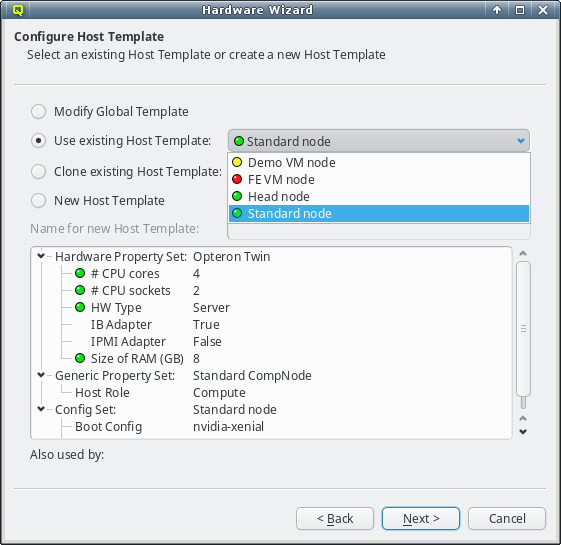 Hardware Wizard
Configure Host Template
Select an existing Host Template or create a new Host Template
Modify Global Template
Use existing Host Template: Standard node
Demo VM node
FE VM node
Clone existing Host Template:
Head node
New Host Template
Standard node
Name for new Host Template:
Hardware Property Set: Opteron Twin
# CPU cores 4
# CPU sockets 2
HW Type Server
IB Adapter True
IPMI Adapter False
Size of RAM (GB) 8
Generic Property Set: Standard CompNode
Host Role Compute
Config Set: Standard node
Boot Config nvidia-xenial
Also used by:
< Back Next > Cancel